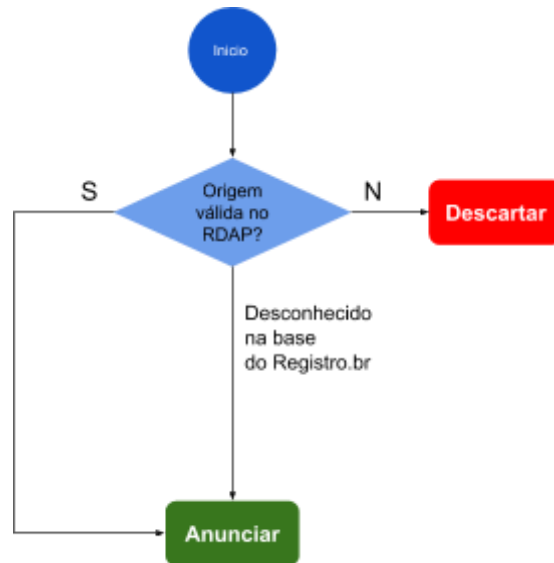 Inicio
S
Origem
válida no
RDAP?
N
Descartar
Desconhecido
na base
do Registro.br
Anunciar